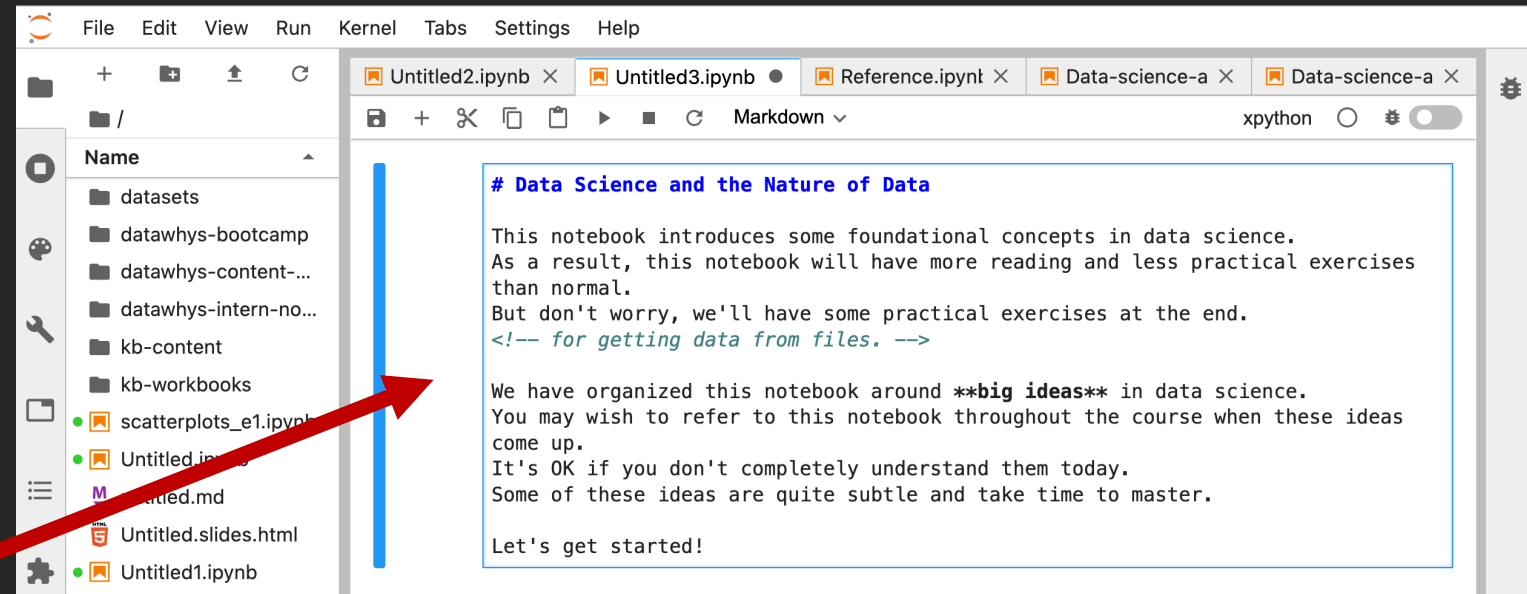 File Edit View Run Kernel Tabs Settings Help
Untitled2.ipynb Untitled3.ipynb Reference.ipynb Data-science-a Data-science-a
Markdown xpython
/
Name
datasets
datawhys-bootcamp
datawhys-content-...
datawhys-intern-no...
kb-content
kb-workbooks
scatterplots_e1.ipynb
Untitled.ipynb
M
untitled.md
HTML
5
Untitled.slides.html
Untitled1.ipynb
# Data Science and the Nature of Data
This notebook introduces some foundational concepts in data science.
As a result, this notebook will have more reading and less practical exercises
than normal.
But don't worry, we'll have some practical exercises at the end.
<!-- for getting data from files. -->
We have organized this notebook around **big ideas** in data science.
You may wish to refer to this notebook throughout the course when these ideas
come up.
It's OK if you don't completely understand them today.
Some of these ideas are quite subtle and take time to master.
Let's get started!